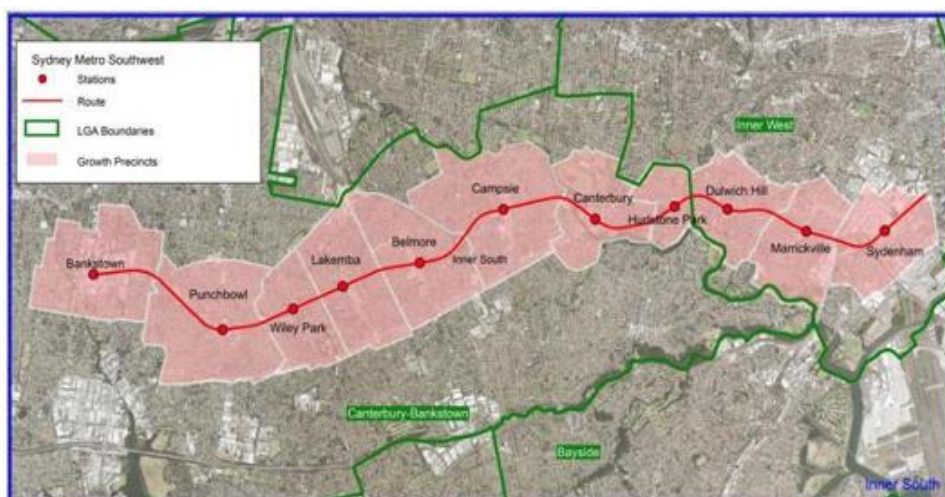 Sydney Metro Southwest
Stations
Route
LGA Boundaries
Growth Precincts
Inner West
Campsie
Canterbury
Dulwich Hill
Hurlstone Park
Belmore
Marrickville
Lakemba
Inner South
Sydenham
Bankstown
Punchbowl
Wiley Park
Canterbury-Bankstown
Bayside
Inner South